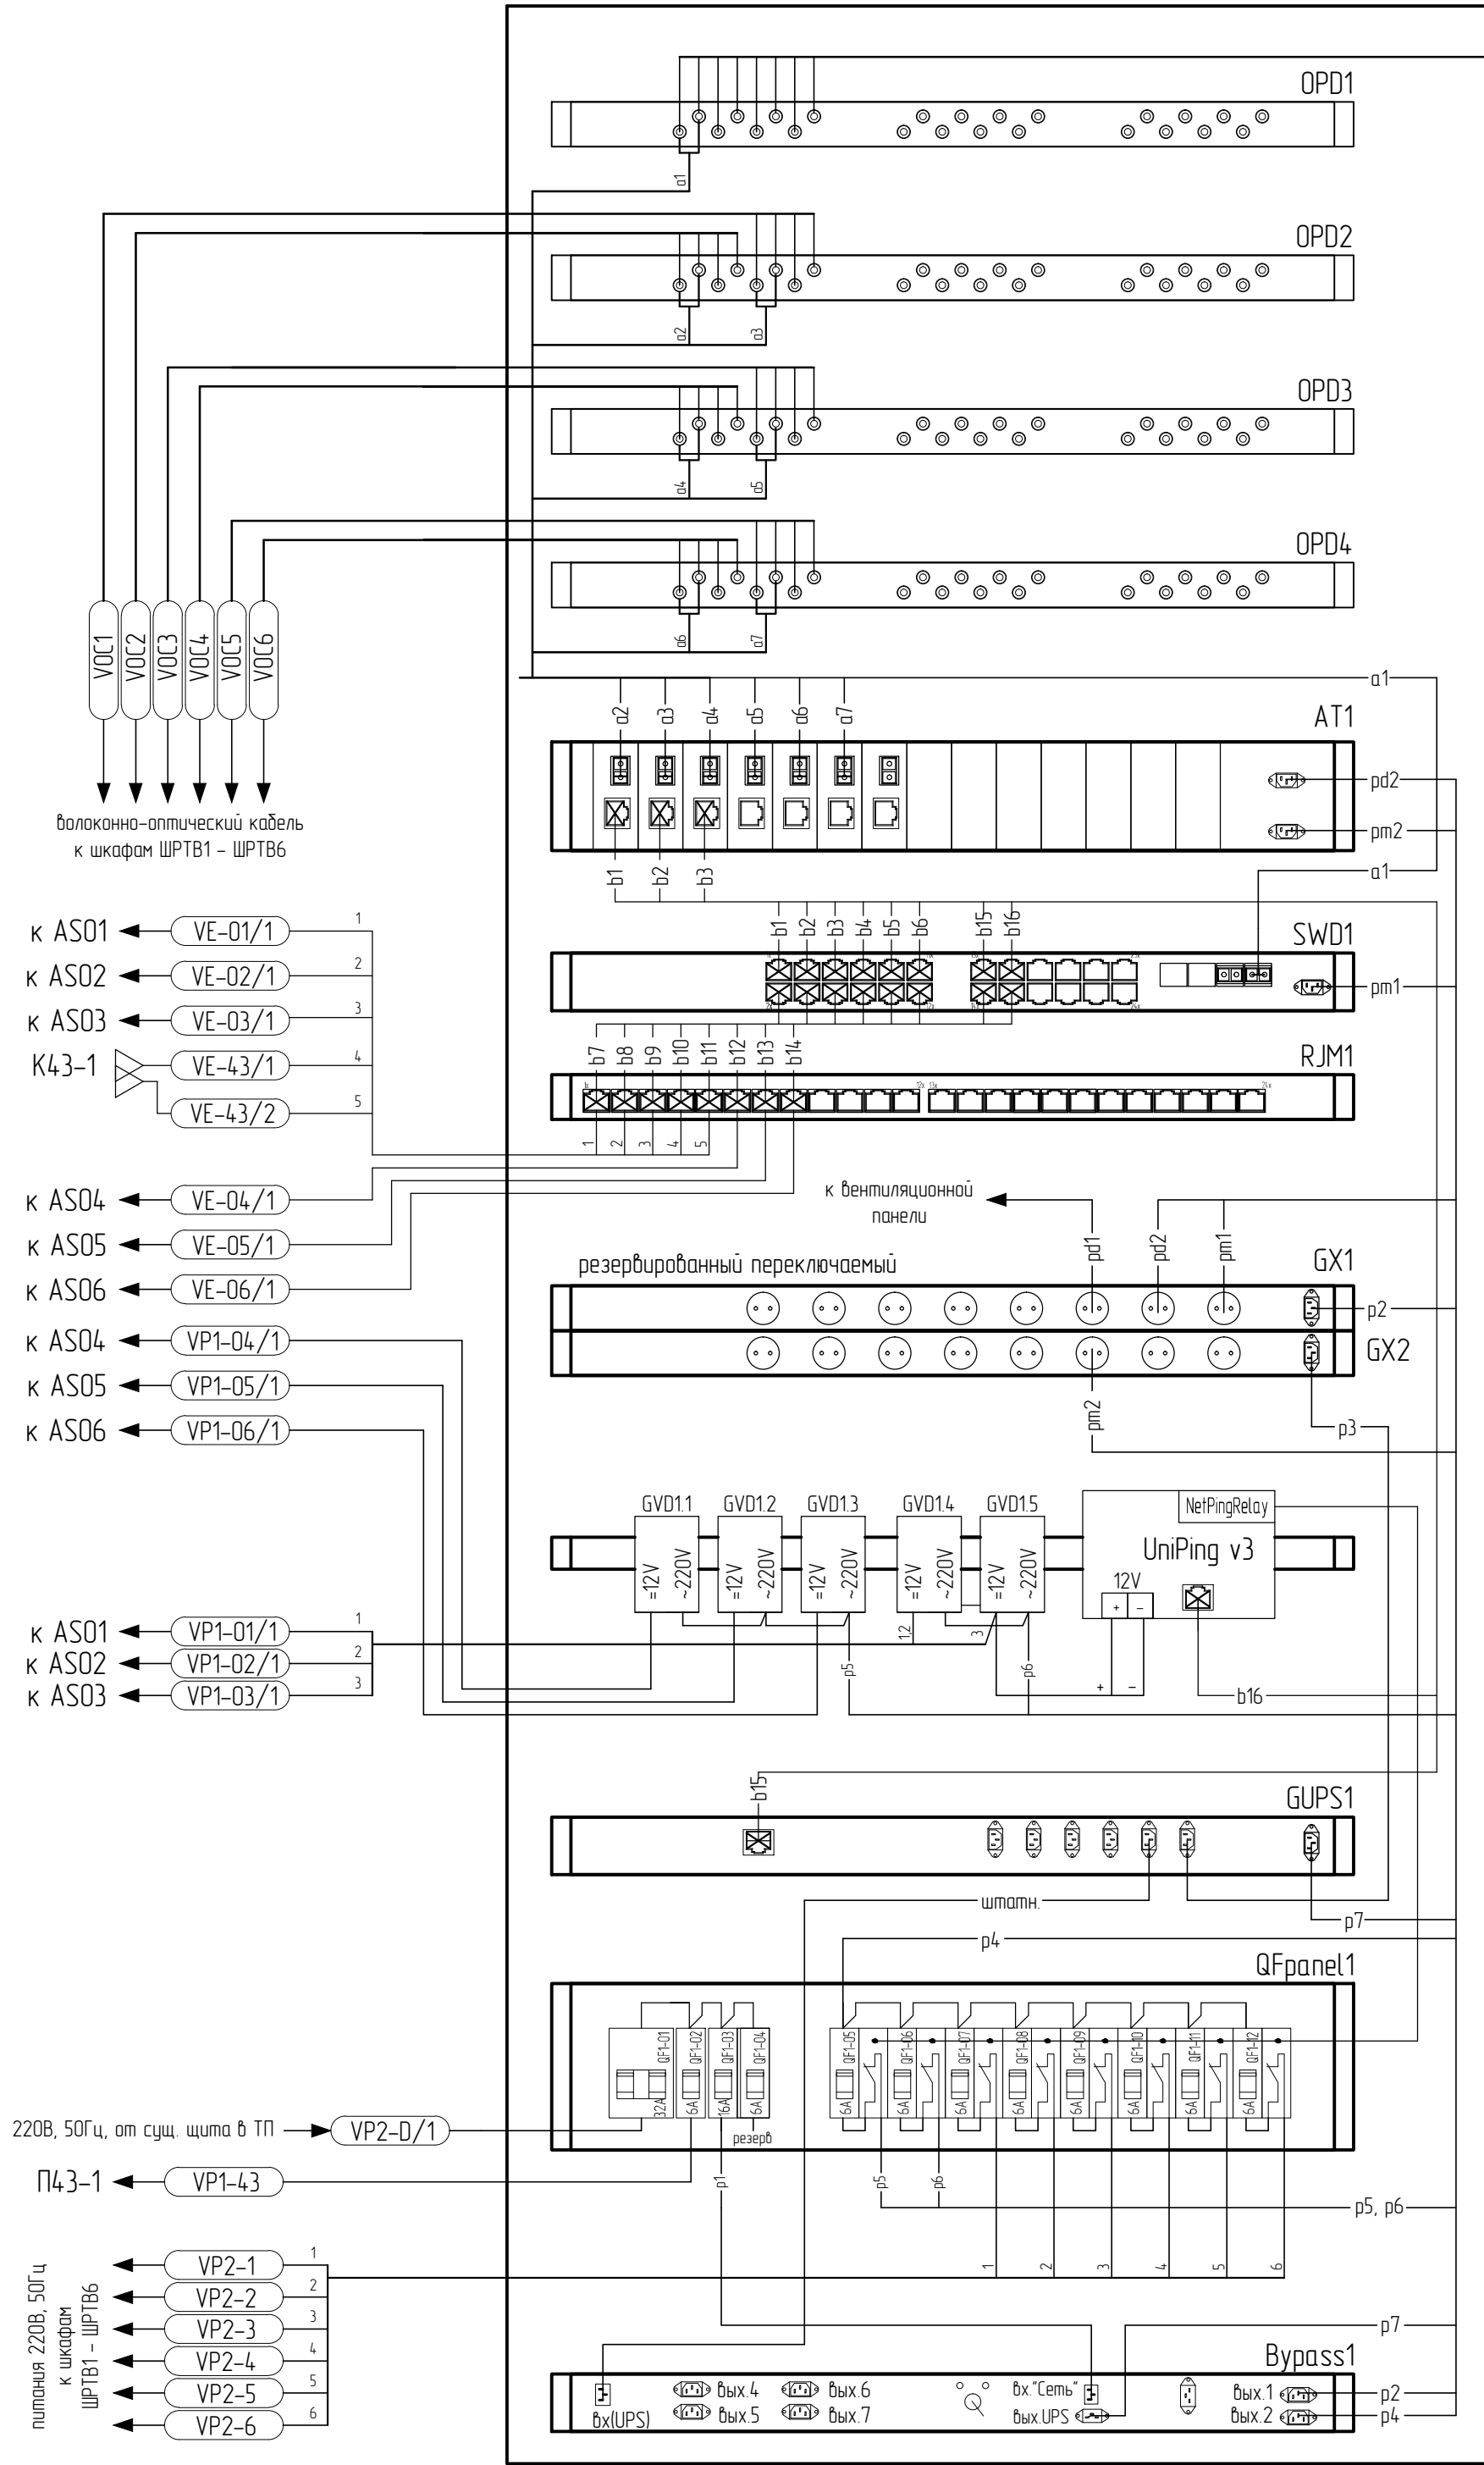 OPD1
a1
OPD2
a2
a3
OPD3
a4
a5
OPD4
a6
a7
VOC1
VOC2
VOC3
VOC4
VOC5
VOC6
волоконно-оптический кабель
к шкафам ШРТВ1 - ШРТВ6
a1
a2
a3
a4
a5
a6
a7
AT1
pd2
pm2
b1
b2
b3
a1
b1
b2
b3
b4
b5
b6
b15
b16
SWD1
pm1
к AS01
VE-01/1
1
к AS02
VE-02/1
2
к AS03
VE-03/1
3
К43-1
VE-43/1
4
VE-43/2
5
b7
b8
b9
b10
b11
b12
b13
b14
RJM1
12x
13x
24x
1
2
3
4
5
к AS04
VE-04/1
к AS05
VE-05/1
к AS06
VE-06/1
к вентиляционной
панели
pd1
pd2
pm1
резервированный переключаемый
GX1
p2
GX2
pm2
p3
к AS04
VP1-04/1
к AS05
VP1-05/1
к AS06
VP1-06/1
GVD1.1
GVD1.2
GVD1.3
GVD1.4
GVD1.5
NetPingRelay
UniPing v3
=12V
~220V
=12V
~220V
=12V
~220V
=12V
~220V
=12V
~220V
12V
+
-
1,2
3
p5
p6
+
-
b16
к AS01
VP1-01/1
1
к AS02
VP1-02/1
2
к AS03
VP1-03/1
3
b15
GUPS1
штатн.
p7
p4
QFpanel1
QF1-01
32A
QF1-02
6A
QF1-03
16A
QF1-04
6A
резерв
QF1-05
6A
QF1-06
6A
QF1-07
6A
QF1-08
6A
QF1-09
6A
QF1-10
6A
QF1-11
6A
QF1-12
6A
220В, 50Гц, от сущ. щита в ТП
VP2-D/1
П43-1
VP1-43
p1
p5
p6
p5, p6
1
2
3
4
5
6
питания 220В, 50Гц
к шкафам
ШРТВ1 - ШРТВ6
VP2-1
1
VP2-2
2
VP2-3
3
VP2-4
4
VP2-5
5
VP2-6
6
p7
Bypass1
вх(UPS)
вых.4
вых.5
вых.6
вых.7
вх."Сеть"
вых.UPS
вых.1
p2
вых.2
p4